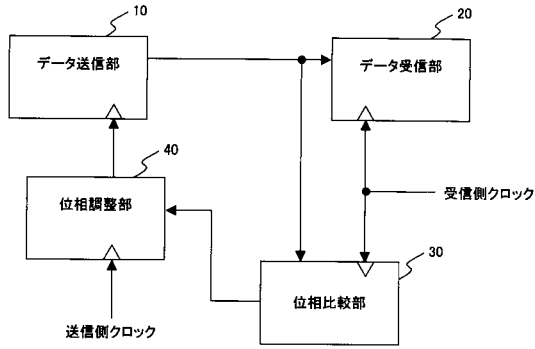 10
データ送信部
20
データ受信部
40
位相調整部
受信側クロック
30
位相比較部
送信側クロック